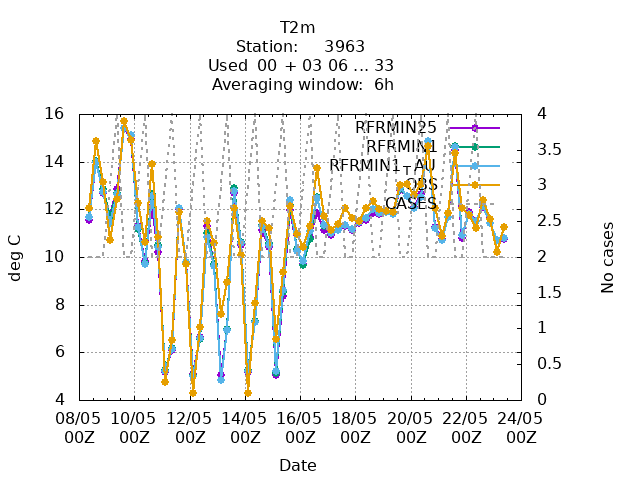 T2m
Station: 3963
Used 00 + 03 06 ... 33
Averaging window: 6h
16
14
12
10
8
6
4
deg C
4
3.5
3
2.5
2
1.5
1
0.5
0
No cases
RFRMIN25
RFRMIN1
RFRMIN1_AU
OBS
CASES
08/05 10/05 12/05 14/05 16/05 18/05 20/05 22/05 24/05
00Z 00Z 00Z 00Z 00Z 00Z 00Z 00Z 00Z
Date